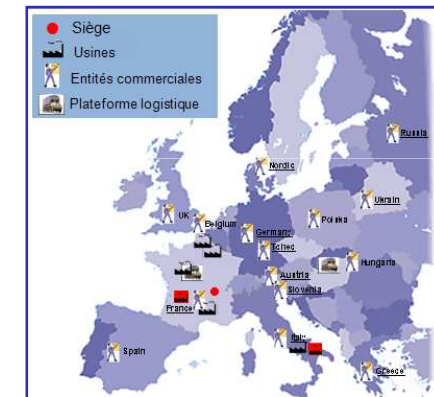 Siège
Usines
Entités commerciales
Plateforme logistique
Russia
Nordic
Ukrain
UK
Polska
Belgium
Germany
Tchec
Hungaria
Austria
Slovénia
France
Italy
Spain
Greece